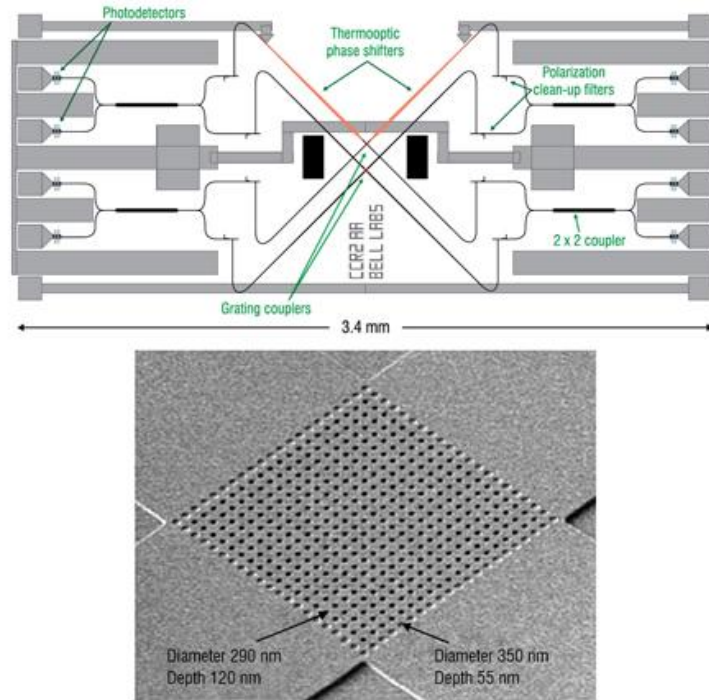 Photodetectors
Thermooptic
phase shifters
Polarization
clean-up filters
CCR2 AA
BELL LABS
2 x 2 coupler
Grating couplers
3.4 mm
Diameter 290 nm
Depth 120 nm
Diameter 350 nm
Depth 55 nm